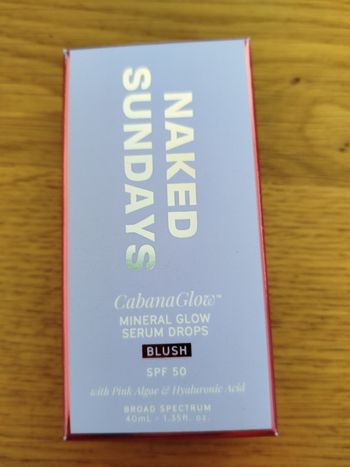 NAKED
SUNDAYS
CabanaGlow™
MINERAL GLOW
SERUM DROPS
BLUSH
SPF 50
with Pink Algae & Hyaluronic Acid
BROAD SPECTRUM
40mL - 1.35fl. oz.